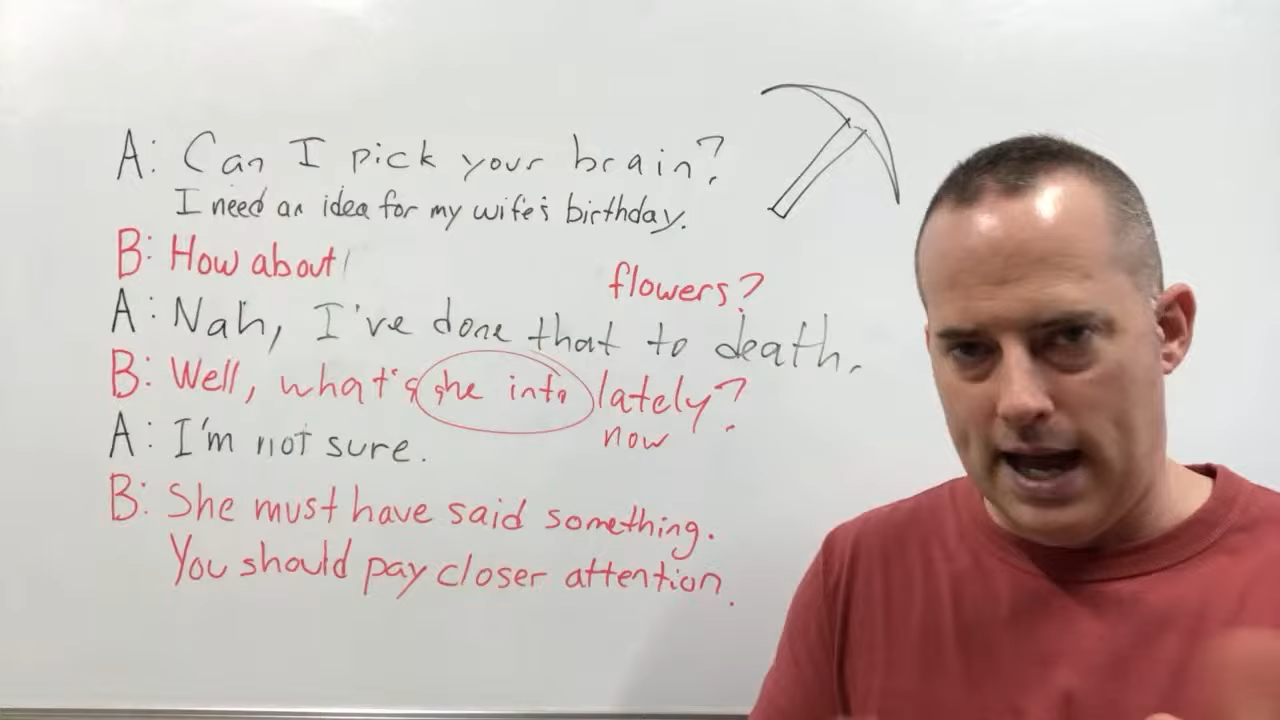 A: Can I pick your brain?
I need an idea for my wife's birthday.
B: How about
flowers?
A: Nah, I've done that to death.
B: Well, what's she into lately?
now
A: I'm not sure.
B: She must have said something.
You should pay closer attention.